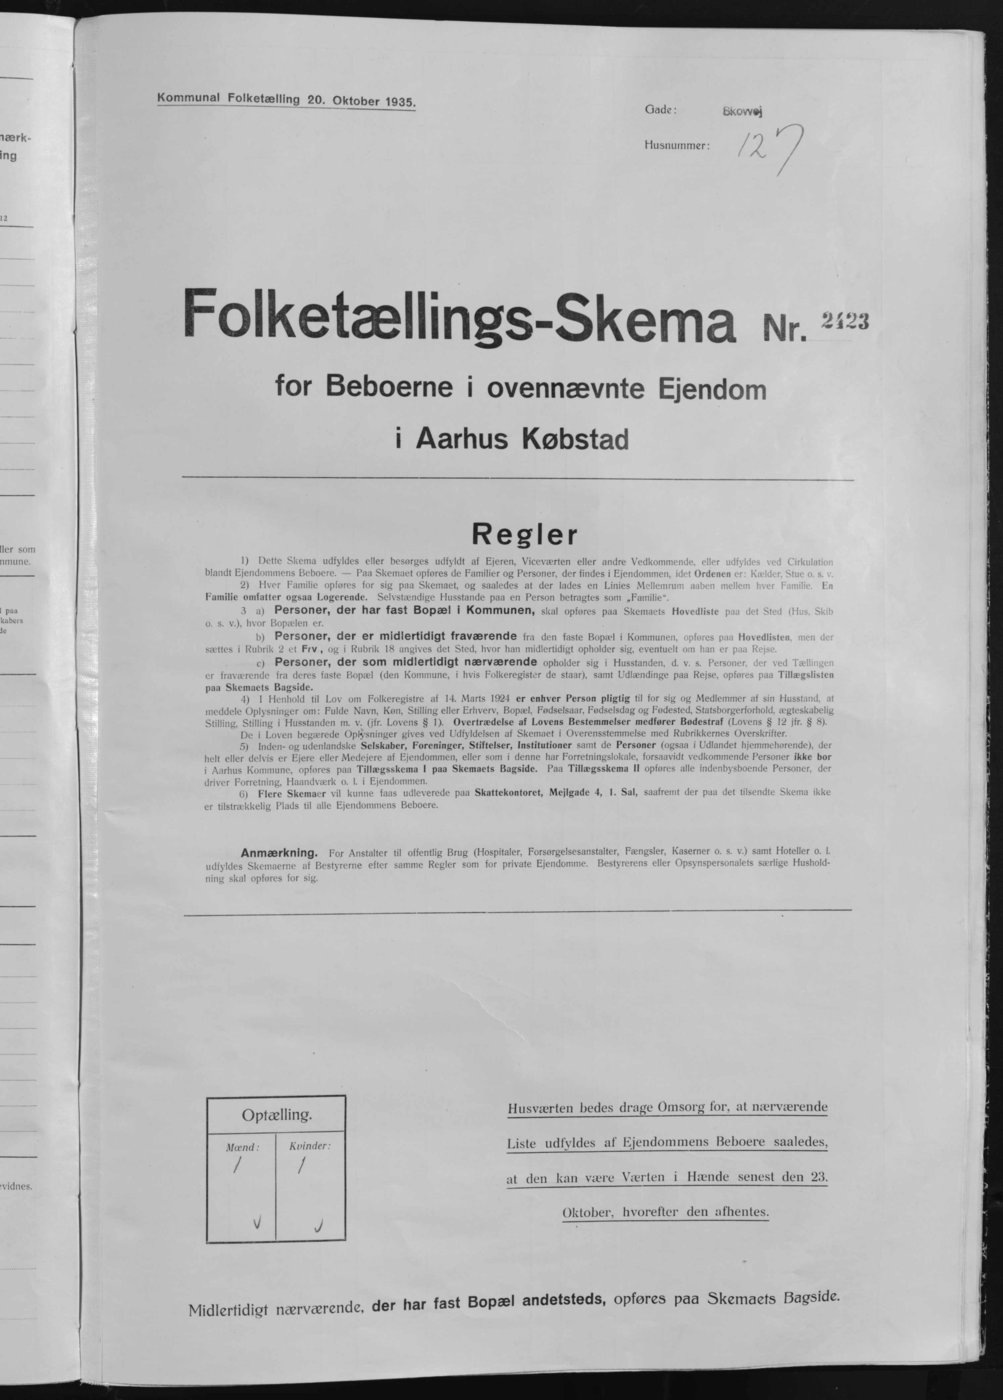 Kommunal Folketælling 20. Oktober 1935.
Gade: Skovvej
Husnummer: 127
nærk-
ing
12
Folketællings-Skema Nr. 2423
for Beboerne i ovennævnte Ejendom
i Aarhus Købstad
ller som
mmune.
l paa
kabers
de
Regler
1) Dette Skema udfyldes eller besørges udfyldt af Ejeren, Viceværten eller andre Vedkommende, eller udfyldes ved Cirkulation
blandt Ejendommens Beboere. — Paa Skemaet opføres de Familier og Personer, der findes i Ejendommen, idet Ordenen er: Kælder, Stue o. s. v.
2) Hver Familie opføres for sig paa Skemaet, og saaledes at der lades en Linies Mellemrum aaben mellem hver Familie. En
Familie omfatter ogsaa Logerende. Selvstændige Husstande paa en Person betragtes som „Familie“.
3 a) Personer, der har fast Bopæl i Kommunen, skal opføres paa Skemaets Hovedliste paa det Sted (Hus, Skib
o. s. v.), hvor Bopælen er.
b) Personer, der er midlertidigt fraværende fra den faste Bopæl i Kommunen, opføres paa Hovedlisten, men der
sættes i Rubrik 2 et Frv., og i Rubrik 18 angives det Sted, hvor han midlertidigt opholder sig, eventuelt om han er paa Rejse.
c) Personer, der som midlertidigt nærværende opholder sig i Husstanden, d. v. s. Personer, der ved Tællingen
er fraværende fra deres faste Bopæl (den Kommune, i hvis Folkeregister de staar), samt Udlændinge paa Rejse, opføres paa Tillægslisten
paa Skemaets Bagside.
4) I Henhold til Lov om Folkeregistre af 14. Marts 1924 er enhver Person pligtig til for sig og Medlemmer af sin Husstand, at
meddele Oplysninger om: Fulde Navn, Køn, Stilling eller Erhverv, Bopæl, Fødselsaar, Fødselsdag og Fødested, Statsborgerforhold, ægteskabelig
Stilling, Stilling i Husstanden m. v. (jfr. Lovens § 1). Overtrædelse af Lovens Bestemmelser medfører Bødestraf (Lovens § 12 jfr. § 8).
De i Loven begærede Oplysninger gives ved Udfyldelsen af Skemaet i Overensstemmelse med Rubrikkernes Overskrifter.
5) Inden- og udenlandske Selskaber, Foreninger, Stiftelser, Institutioner samt de Personer (ogsaa i Udlandet hjemmehørende), der
helt eller delvis er Ejere eller Medejere af Ejendommen, eller som i denne har Forretningslokale, forsaavidt vedkommende Personer ikke bor
i Aarhus Kommune, opføres paa Tillægsskema I paa Skemaets Bagside. Paa Tillægsskema II opføres alle indenbysboende Personer, der
driver Forretning, Haandværk o. l. i Ejendommen.
6) Flere Skemaer vil kunne faas udleverede paa Skattekontoret, Mejlgade 4, 1. Sal, saafremt der paa det tilsendte Skema ikke
er tilstrækkelig Plads til alle Ejendommens Beboere.
Anmærkning. For Anstalter til offentlig Brug (Hospitaler, Forsørgelsesanstalter, Fængsler, Kaserner o. s. v.) samt Hoteller o. l.
udfyldes Skemaerne af Bestyrerne efter samme Regler som for private Ejendomme. Bestyrerens eller Opsynspersonalets særlige Hushold-
ning skal opføres for sig.
vidnes.
Optælling.
Mænd: Kvinder:
1 1
Husværten bedes drage Omsorg for, at nærværende
Liste udfyldes af Ejendommens Beboere saaledes,
at den kan være Værten i Hænde senest den 23.
Oktober, hvorefter den afhentes.
Midlertidigt nærværende, der har fast Bopæl andetsteds, opføres paa Skemaets Bagside.